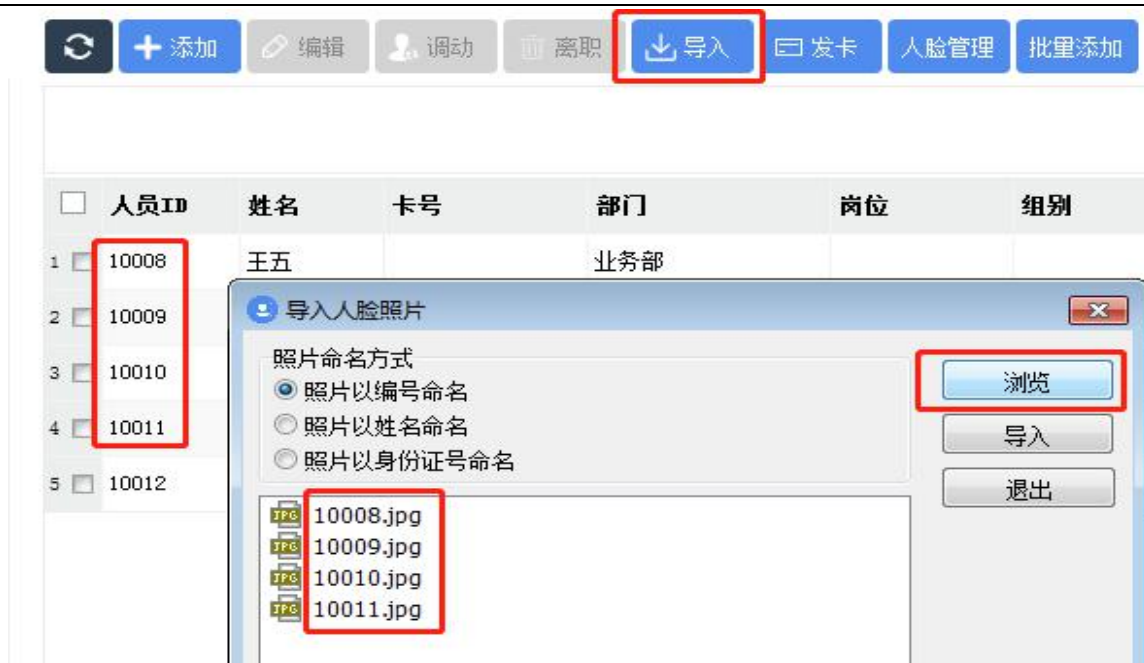 添加 编辑 调动 离职 导入 发卡 人脸管理 批量添加
人员ID 姓名 卡号 部门 岗位 组别
1 10008 王五 业务部
2 10009
3 10010
4 10011
5 10012
导入人脸照片
照片命名方式
照片以编号命名
照片以姓名命名
照片以身份证号命名
浏览
导入
退出
JPG 10008.jpg
JPG 10009.jpg
JPG 10010.jpg
JPG 10011.jpg